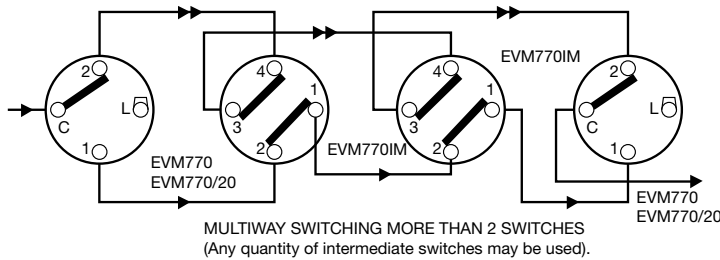 2
C
L
1
EVM770
EVM770/20
4
3
1
2
EVM770IM
4
3
1
2
EVM770IM
2
C
L
1
EVM770
EVM770/20
MULTIWAY SWITCHING MORE THAN 2 SWITCHES
(Any quantity of intermediate switches may be used).